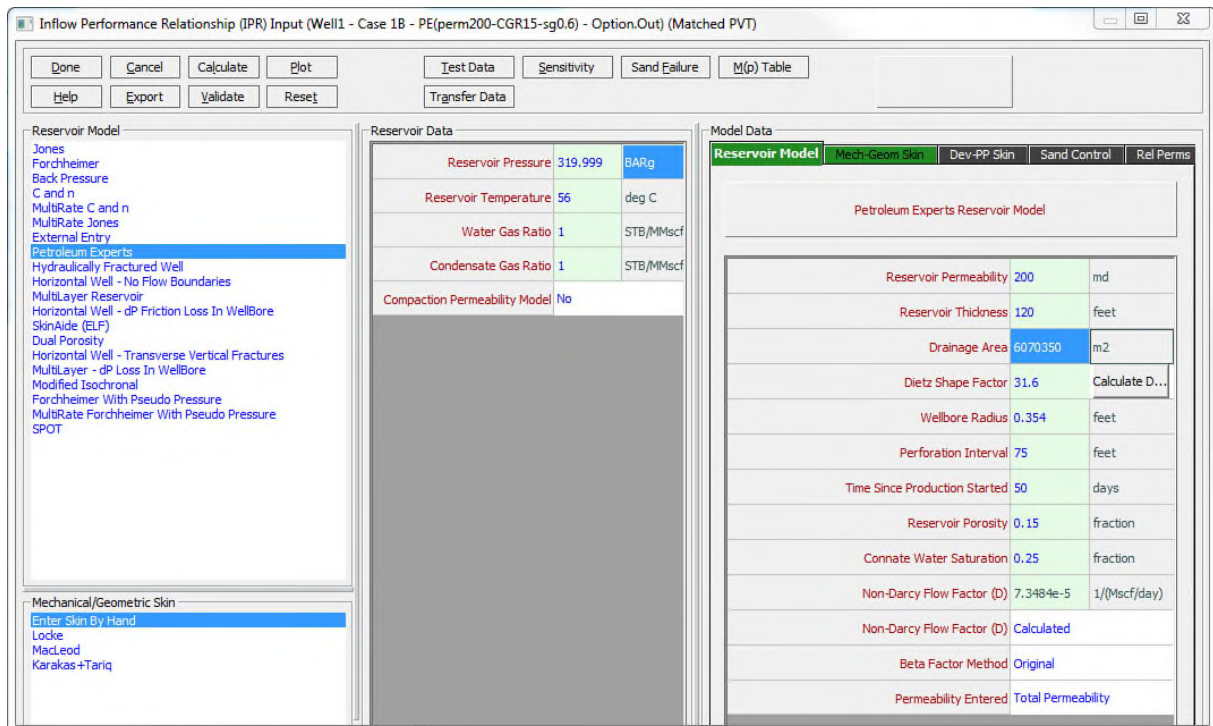 Inflow Performance Relationship (IPR) Input (Well1 - Case 1B - PE(perm200-CGR15-sg0.6) - Option.Out) (Matched PVT)
Done Cancel Calculate Plot Test Data Sensitivity Sand Failure M(p) Table
Help Export Validate Reset Transfer Data
Reservoir Model
Jones
Forchheimer
Back Pressure
C and n
MultiRate C and n
MultiRate Jones
External Entry
Petroleum Experts
Hydraulically Fractured Well
Horizontal Well - No Flow Boundaries
MultiLayer Reservoir
Horizontal Well - dP Friction Loss In WellBore
SkinAide (ELF)
Dual Porosity
Horizontal Well - Transverse Vertical Fractures
MultiLayer - dP Loss In WellBore
Modified Isochronal
Forchheimer With Pseudo Pressure
MultiRate Forchheimer With Pseudo Pressure
SPOT
Mechanical/Geometric Skin
Enter Skin By Hand
Locke
MacLeod
Karakas+Tariq
Reservoir Data
Reservoir Pressure 319.999 BARg
Reservoir Temperature 56 deg C
Water Gas Ratio 1 STB/MMscf
Condensate Gas Ratio 1 STB/MMscf
Compaction Permeability Model No
Model Data
Reservoir Model Mech-Geom Skin Dev-PP Skin Sand Control Rel Perms
Petroleum Experts Reservoir Model
Reservoir Permeability 200 md
Reservoir Thickness 120 feet
Drainage Area 6070350 m2
Dietz Shape Factor 31.6 Calculate D...
Wellbore Radius 0.354 feet
Perforation Interval 75 feet
Time Since Production Started 50 days
Reservoir Porosity 0.15 fraction
Connate Water Saturation 0.25 fraction
Non-Darcy Flow Factor (D) 7.3484e-5 1/(Mscf/day)
Non-Darcy Flow Factor (D) Calculated
Beta Factor Method Original
Permeability Entered Total Permeability